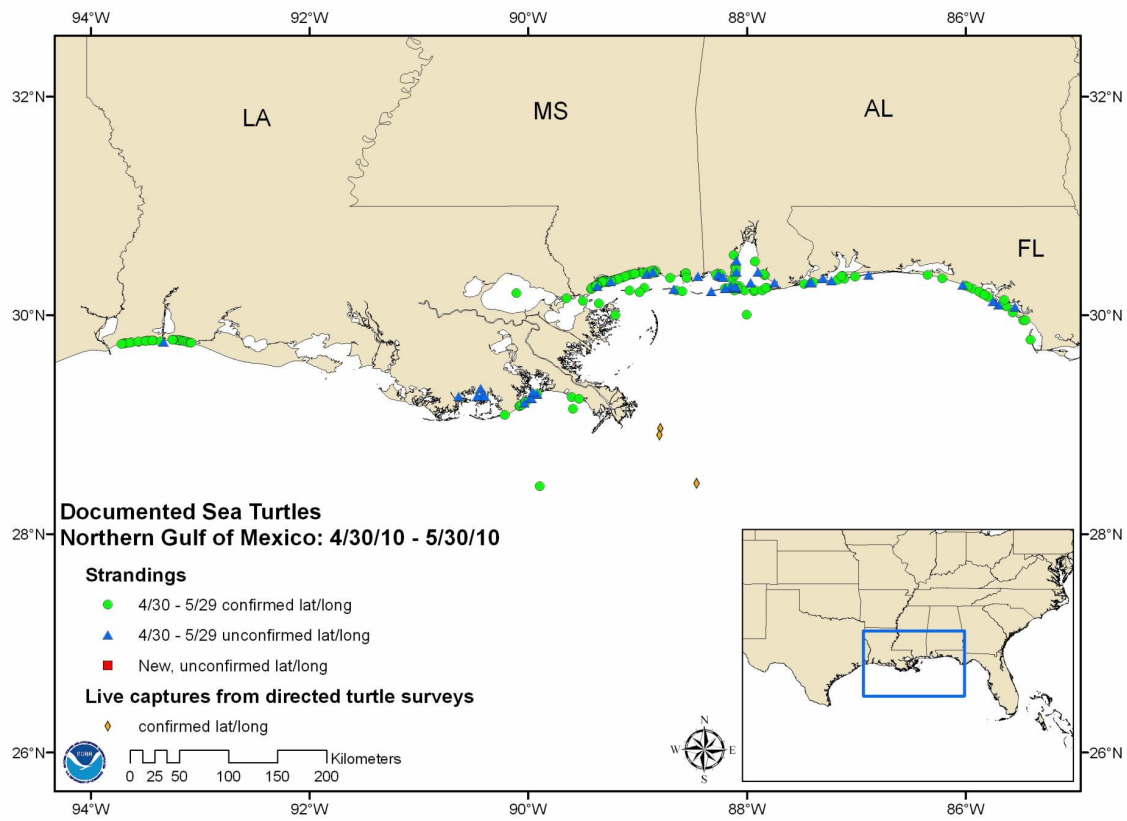 94°W 92°W 90°W 88°W 86°W
32°N 32°N
LA MS AL
FL
30°N 30°N
28°N 28°N
Documented Sea Turtles
Northern Gulf of Mexico: 4/30/10 - 5/30/10
Strandings
4/30 - 5/29 confirmed lat/long
4/30 - 5/29 unconfirmed lat/long
New, unconfirmed lat/long
Live captures from directed turtle surveys
confirmed lat/long
N
W E
S
Kilometers
0 25 50 100 150 200
26°N 26°N
94°W 92°W 90°W 88°W 86°W